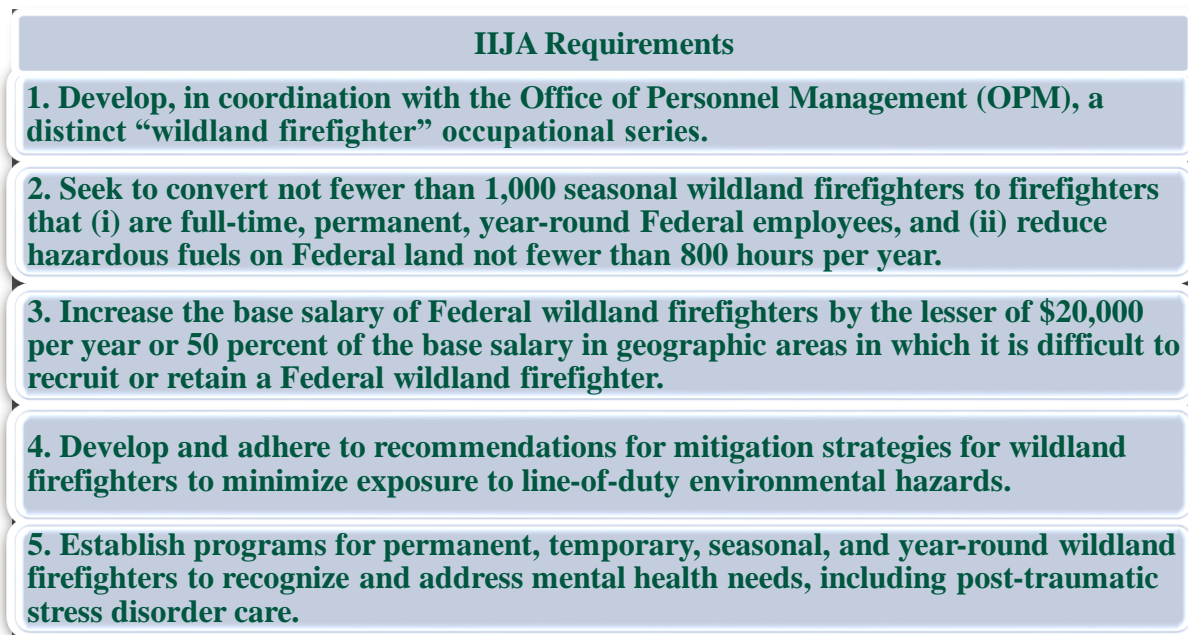 IIJA Requirements
1. Develop, in coordination with the Office of Personnel Management (OPM), a
distinct “wildland firefighter” occupational series.
2. Seek to convert not fewer than 1,000 seasonal wildland firefighters to firefighters
that (i) are full-time, permanent, year-round Federal employees, and (ii) reduce
hazardous fuels on Federal land not fewer than 800 hours per year.
3. Increase the base salary of Federal wildland firefighters by the lesser of $20,000
per year or 50 percent of the base salary in geographic areas in which it is difficult to
recruit or retain a Federal wildland firefighter.
4. Develop and adhere to recommendations for mitigation strategies for wildland
firefighters to minimize exposure to line-of-duty environmental hazards.
5. Establish programs for permanent, temporary, seasonal, and year-round wildland
firefighters to recognize and address mental health needs, including post-traumatic
stress disorder care.